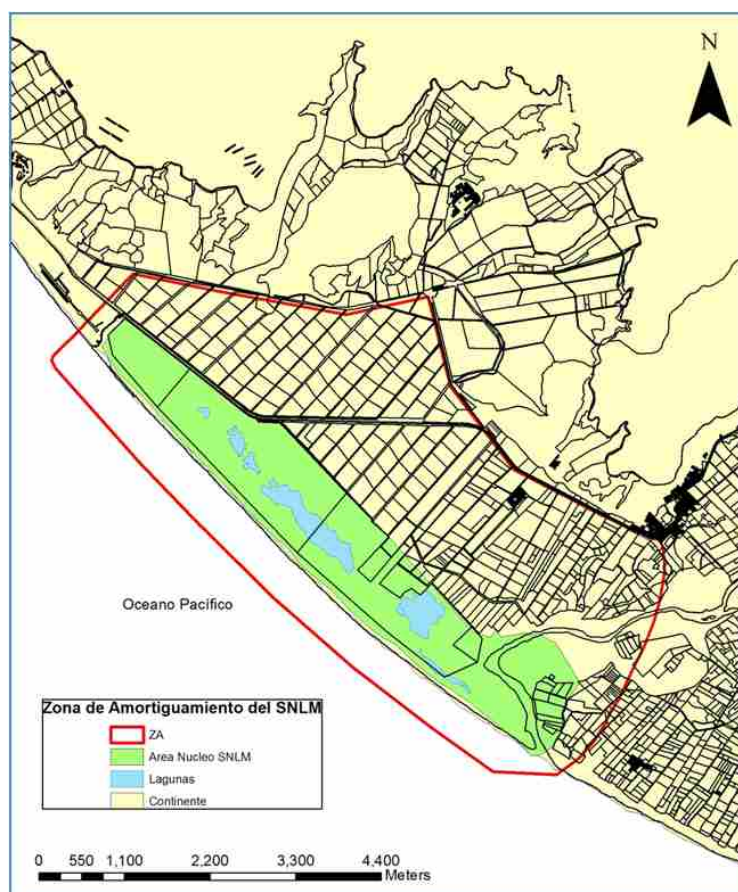 N
Oceano Pacífico
Zona de Amortiguamiento del SNLM
ZA
Area Nucleo SNLM
Lagunas
Continente
0 550 1,100 2,200 3,300 4,400
Meters